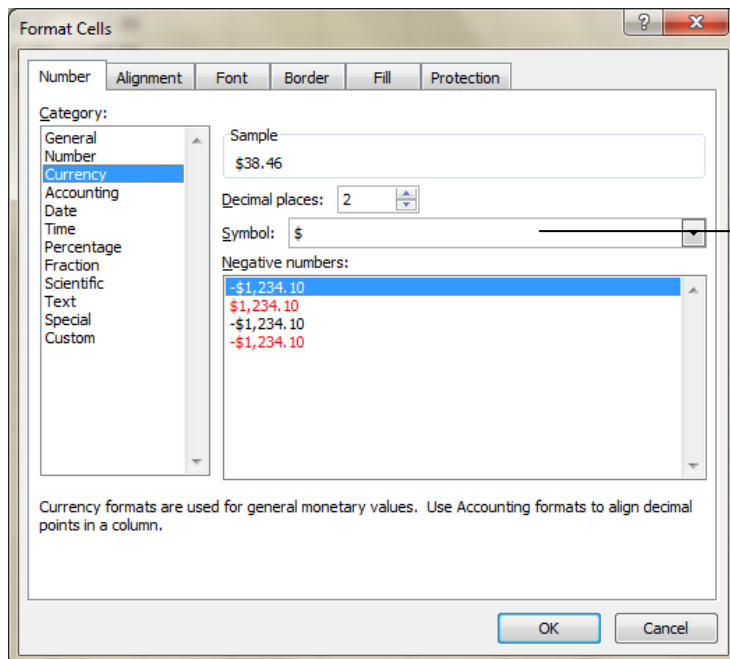 Format Cells
Number Alignment Font Border Fill Protection
Category:
General
Number
Currency
Accounting
Date
Time
Percentage
Fraction
Scientific
Text
Special
Custom
Sample
$38.46
Decimal places: 2
Symbol: $
Negative numbers:
-$1,234.10
$1,234.10
-$1,234.10
-$1,234.10
Currency formats are used for general monetary values. Use Accounting formats to align decimal
points in a column.
OK Cancel